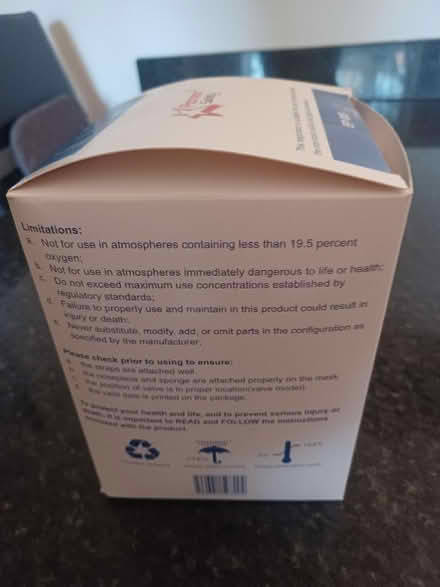 Limitations:
a. Not for use in atmospheres containing less than 19.5 percent
oxygen;
b. Not for use in atmospheres immediately dangerous to life or health;
c. Do not exceed maximum use concentrations established by
regulatory standards;
d. Failure to properly use and maintain in this product could result in
injury or death;
e. Never substitute, modify, add, or omit parts in the configuration as
specified by the manufacturer;
Please check prior to using to ensure:
a. the straps are attached well.
b. the nosepiece and sponge are attached properly on the mask.
c. the position of valve is in proper location(valve model).
d. the valid date is printed on the package.
To protect your health and life, and to prevent serious injury or
death, it is important to READ and FOLLOW the instructions
enclosed with the product.